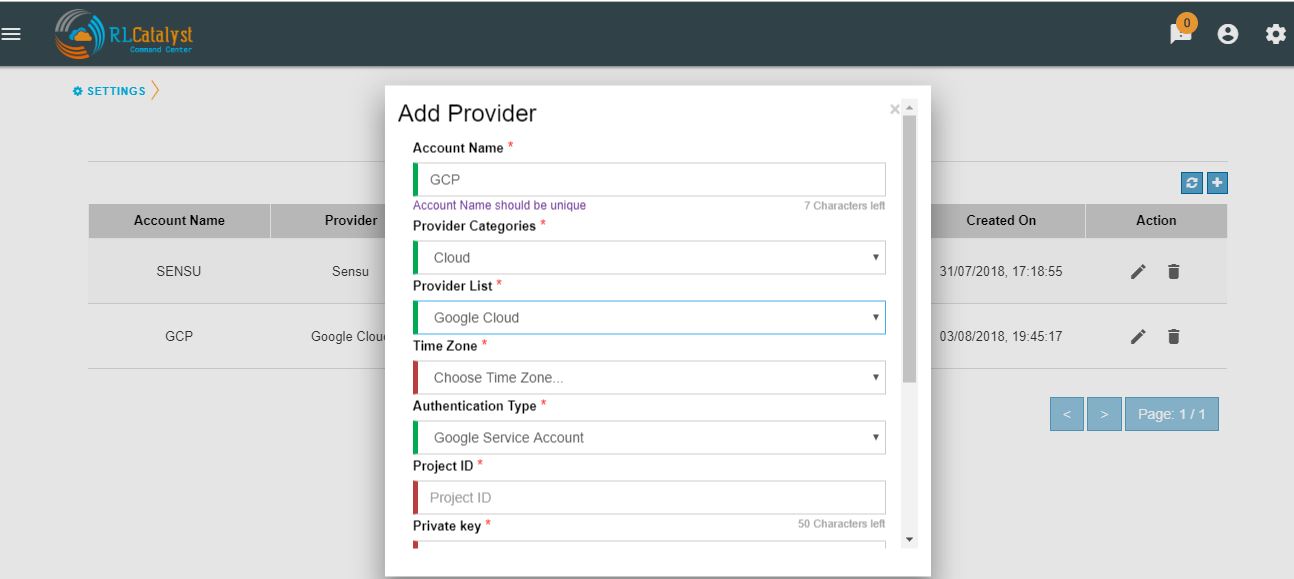 RLCatalyst
Command Center
0
SETTINGS
Add Provider
×
Account Name *
GCP
Account Name should be unique
7 Characters left
Provider Categories *
Cloud
Provider List *
Google Cloud
Time Zone *
Choose Time Zone...
Authentication Type *
Google Service Account
Project ID *
Project ID
50 Characters left
Private key *
Account Name Provider Created On Action
SENSU Sensu 31/07/2018, 17:18:55
GCP Google Clou 03/08/2018, 19:45:17
< > Page: 1 / 1